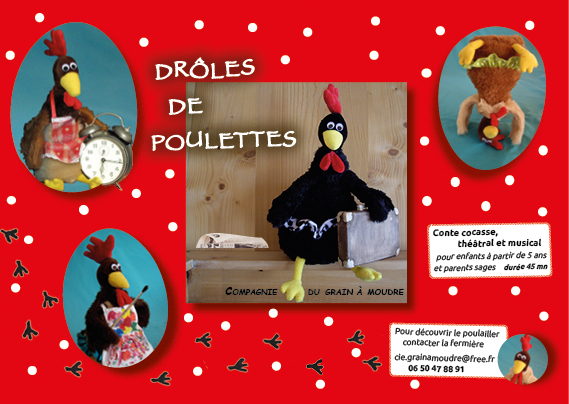 DRÔLES
DE
POULETTES
COMPAGNIE DU GRAIN À MOUDRE
Conte cocasse,
théâtral et musical
pour enfants à partir de 5 ans
et parents sages durée 45 mn
Pour découvrir le poulailler
contacter la fermière
cie.grainamoudre@free.fr
06 50 47 88 91